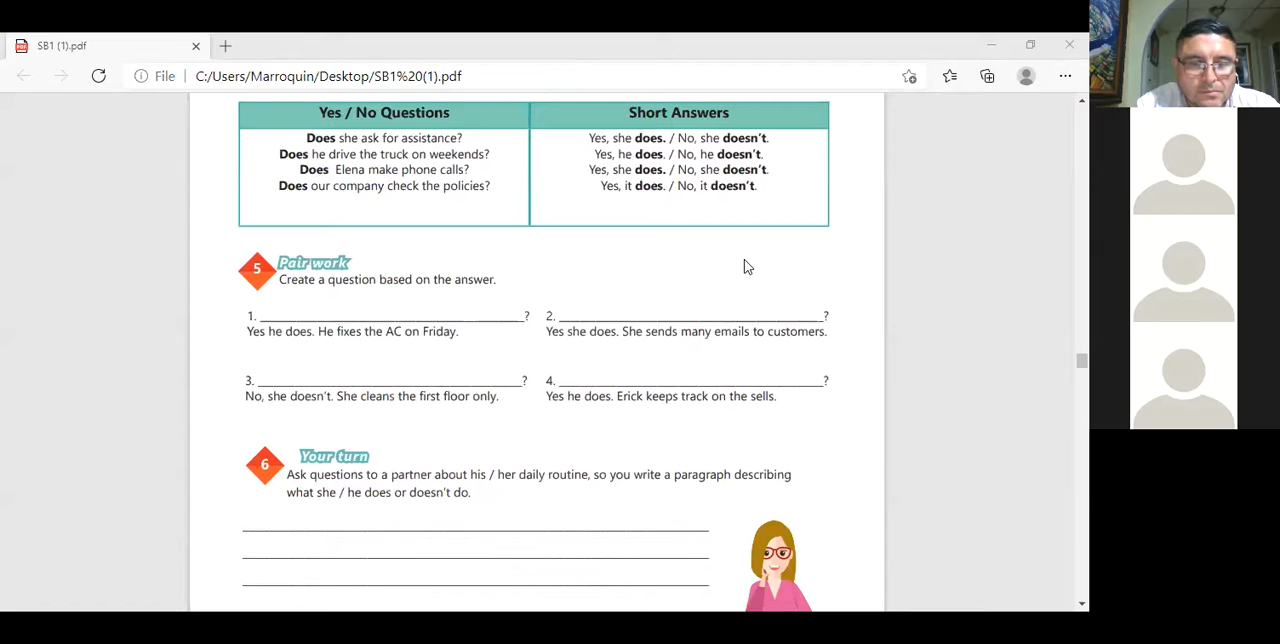 SB1 (1).pdf
File
C:/Users/Marroquin/Desktop/SB1%20(1).pdf
Yes / No Questions
Does she ask for assistance?
Does he drive the truck on weekends?
Does Elena make phone calls?
Does our company check the policies?
Short Answers
Yes, she does. / No, she doesn't.
Yes, he does. / No, he doesn't.
Yes, she does. / No, she doesn't.
Yes, it does. / No, it doesn't.
5 Pair work
Create a question based on the answer.
1. ______________________________________?
Yes he does. He fixes the AC on Friday.
2. ______________________________________?
Yes she does. She sends many emails to customers.
3. ______________________________________?
No, she doesn't. She cleans the first floor only.
4. ______________________________________?
Yes he does. Erick keeps track on the sells.
6 Your turn
Ask questions to a partner about his / her daily routine, so you write a paragraph describing
what she / he does or doesn't do.